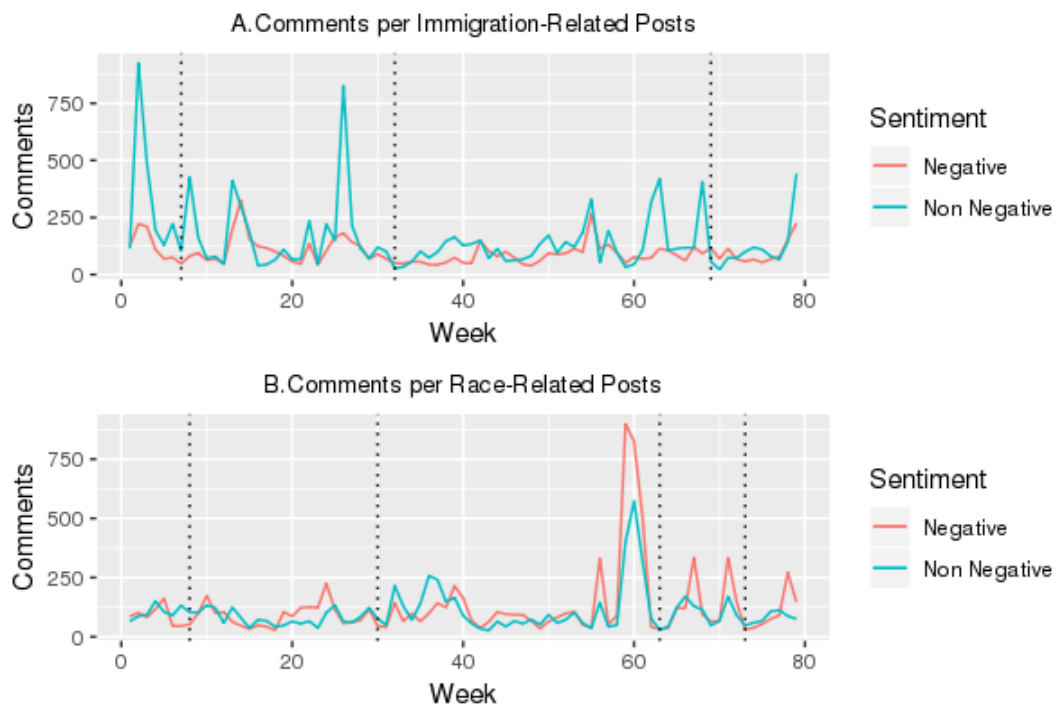 A.Comments per Immigration-Related Posts
750
500
250
0
Comments
0 20 40 60 80
Week
Sentiment
Negative
Non Negative
B.Comments per Race-Related Posts
750
500
250
0
Comments
0 20 40 60 80
Week
Sentiment
Negative
Non Negative